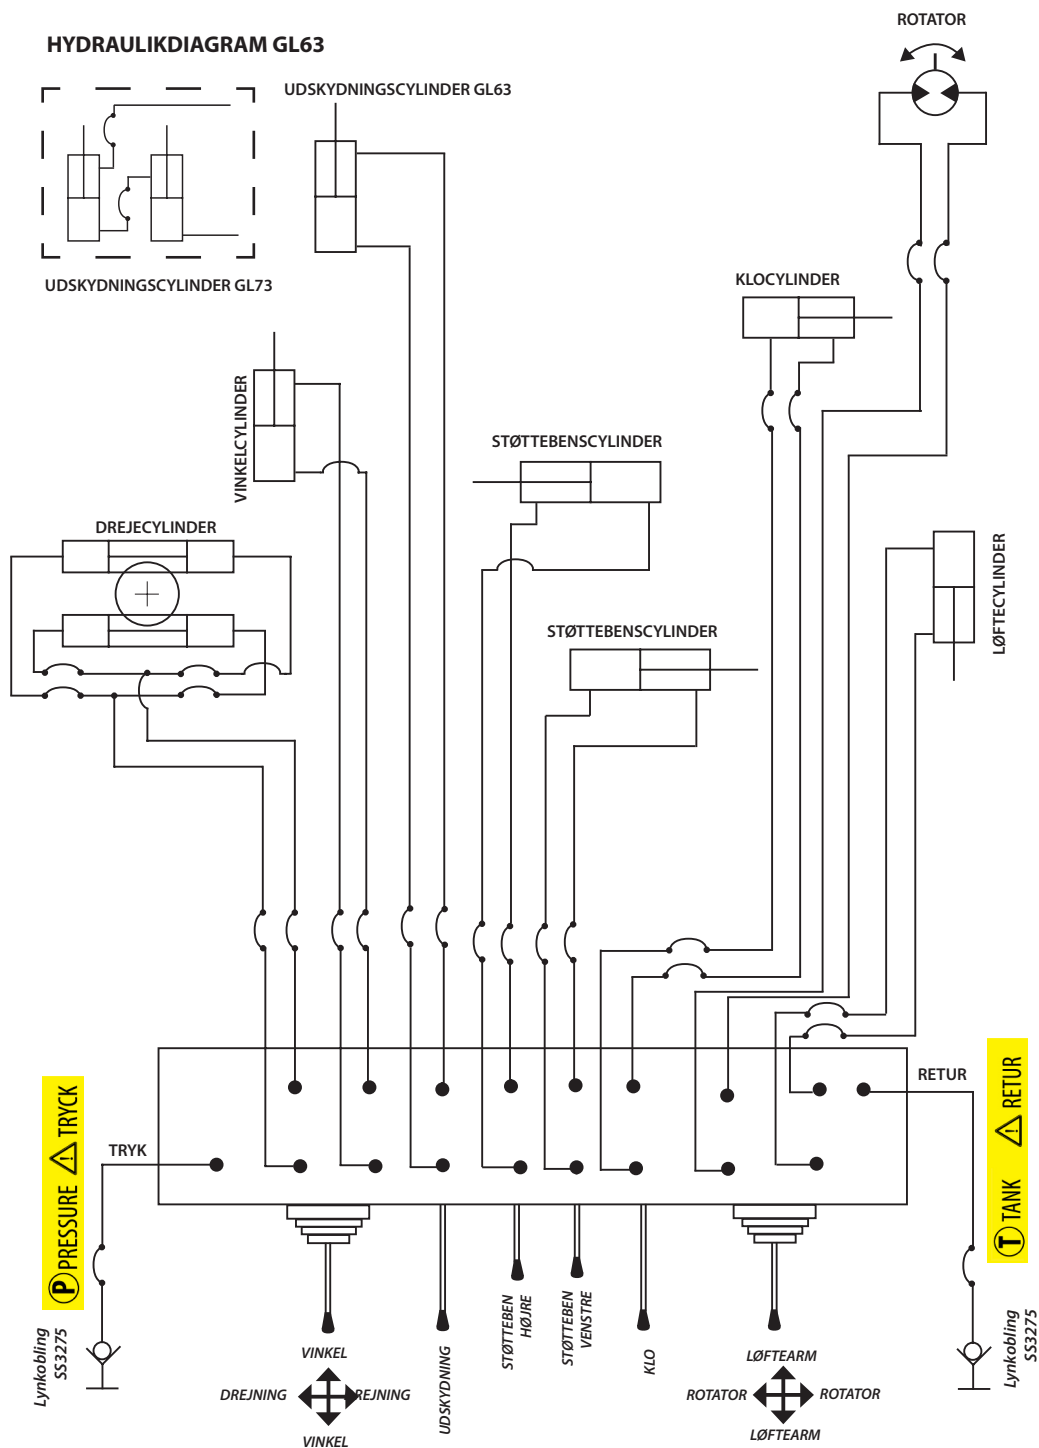 ROTATOR
HYDRAULIKDIAGRAM GL63
UDSKYDNINGSCYLINDER GL63
UDSKYDNINGSCYLINDER GL73
KLOCYLINDER
VINKELCYLINDER
STØTTEBENSCYLINDER
DREJECYLINDER
LØFTECYLINDER
STØTTEBENSCYLINDER
RETUR
TRYK
P PRESSURE ⚠ TRYCK
T TANK ⚠ RETUR
Lynkobling
SS3275
VINKEL
DREJNING
REJNING
VINKEL
UDSKYDNING
STØTTEBEN
HØJRE
STØTTEBEN
VENSTRE
KLO
LØFTEARM
ROTATOR
ROTATOR
LØFTEARM
Lynkobling
SS3275